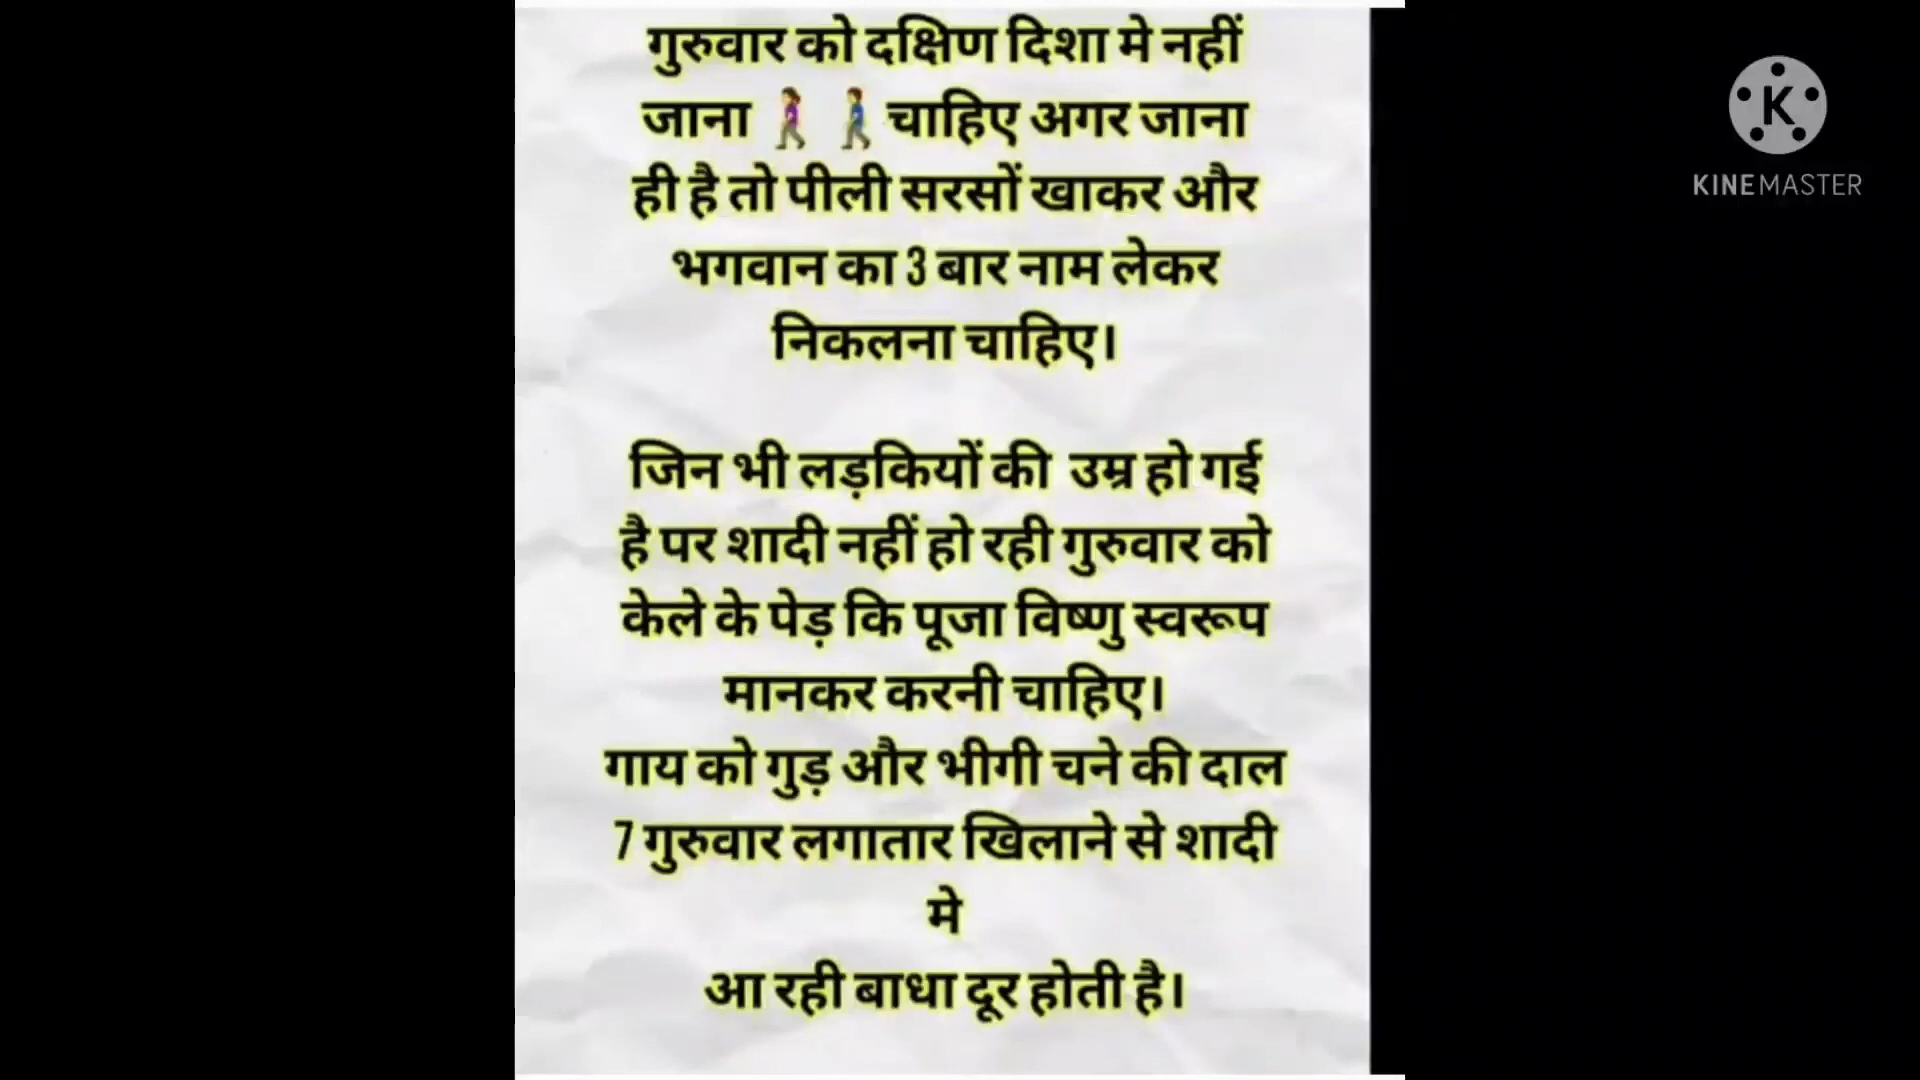 गुरुवार को दक्षिण दिशा मे नहीं
जाना 🚶‍♀️ 🚶 चाहिए अगर जाना
ही है तो पीली सरसों खाकर और
भगवान का 3 बार नाम लेकर
निकलना चाहिए।
जिन भी लड़कियों की उम्र हो गई
है पर शादी नहीं हो रही गुरुवार को
केले के पेड़ कि पूजा विष्णु स्वरूप
मानकर करनी चाहिए।
गाय को गुड़ और भीगी चने की दाल
7 गुरुवार लगातार खिलाने से शादी
मे
आ रही बाधा दूर होती है।
K
KINEMASTER